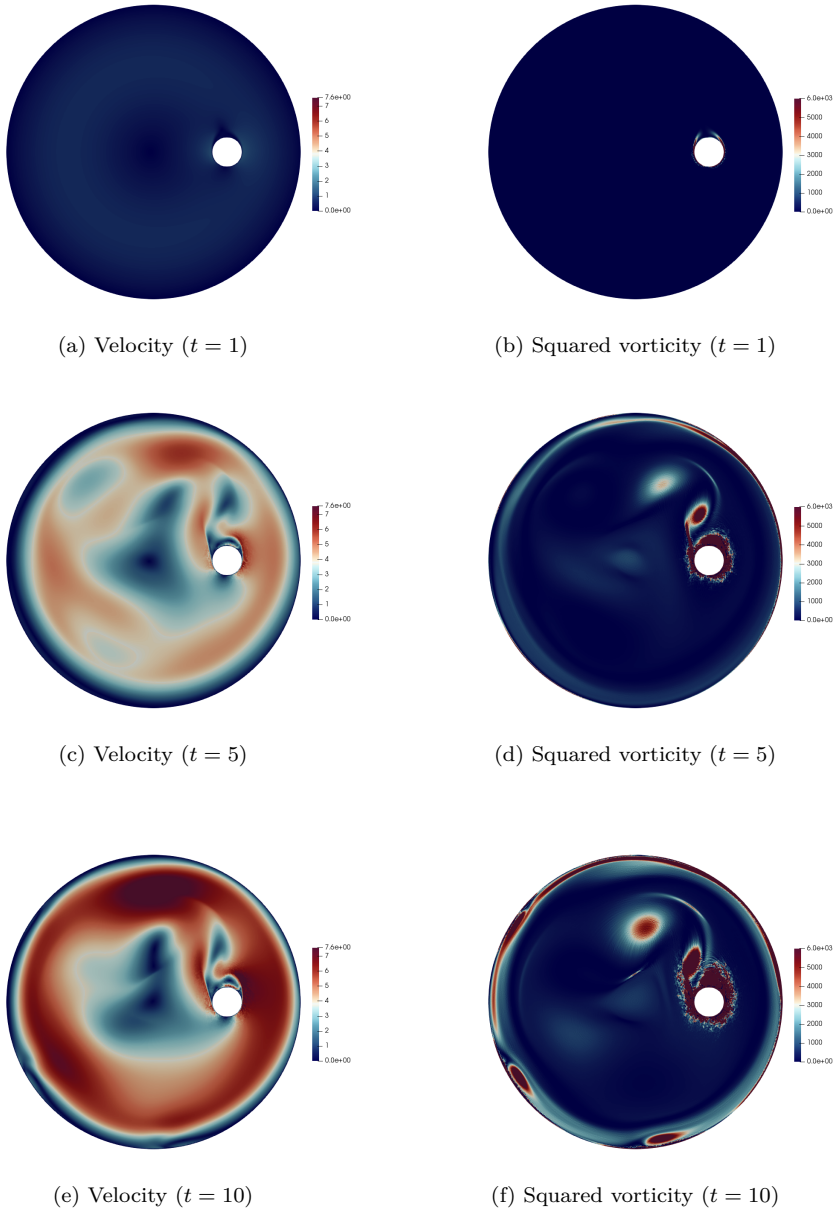 7.6e+00
7
6
5
4
3
2
1
0.0e+00
6.0e+03
5000
4000
3000
2000
1000
0.0e+00
(a) Velocity (t = 1)
(b) Squared vorticity (t = 1)
7.6e+00
7
6
5
4
3
2
1
0.0e+00
6.0e+03
5000
4000
3000
2000
1000
0.0e+00
(c) Velocity (t = 5)
(d) Squared vorticity (t = 5)
7.6e+00
7
6
5
4
3
2
1
0.0e+00
6.0e+03
5000
4000
3000
2000
1000
0.0e+00
(e) Velocity (t = 10)
(f) Squared vorticity (t = 10)